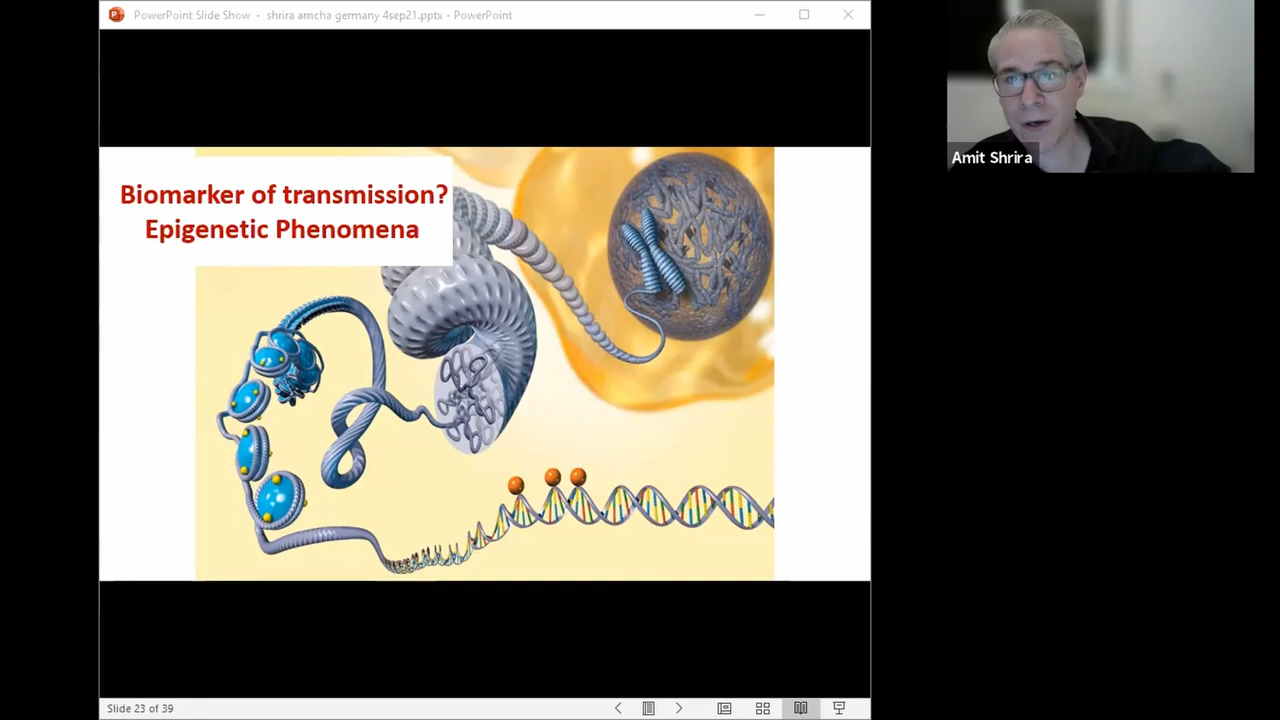 PowerPoint Slide Show - shrira amcha germany 4sep21.pptx - PowerPoint
Biomarker of transmission?
Epigenetic Phenomena
Amit Shrira
Slide 23 of 39